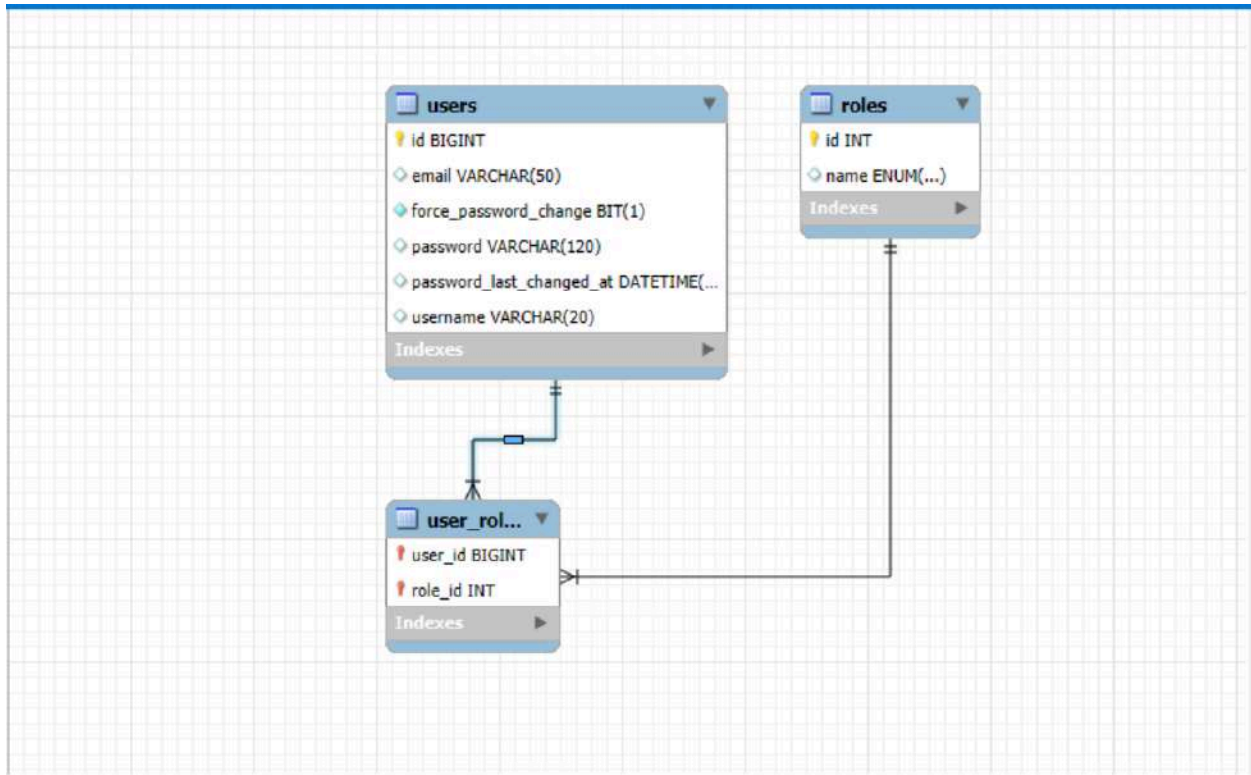 users
id BIGINT
email VARCHAR(50)
force_password_change BIT(1)
password VARCHAR(120)
password_last_changed_at DATETIME(...
username VARCHAR(20)
Indexes
roles
id INT
name ENUM(...)
Indexes
user_rol...
user_id BIGINT
role_id INT
Indexes